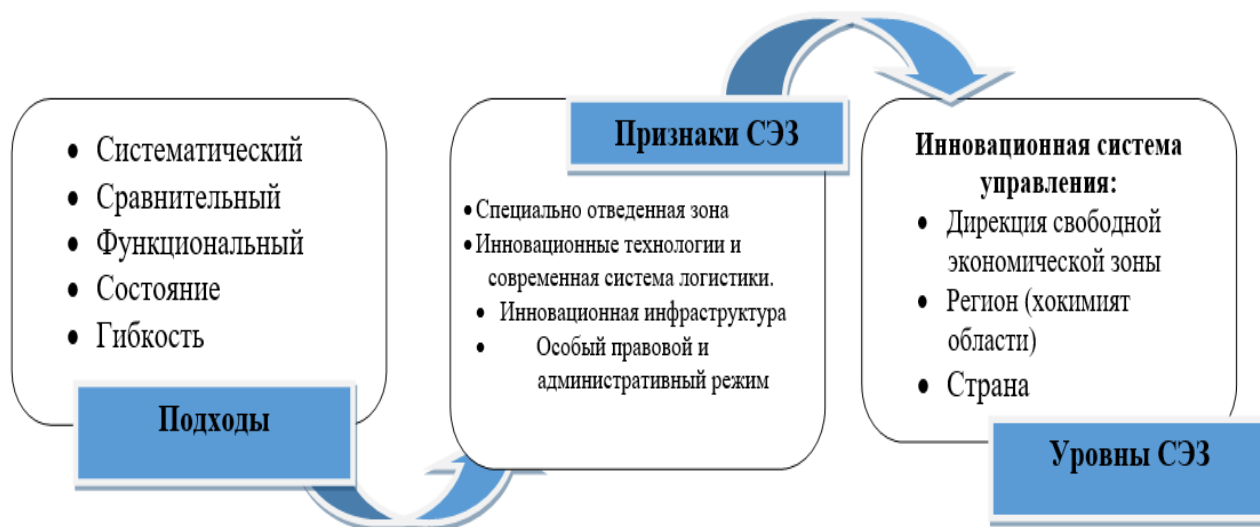 • Систематический
• Сравнительный
• Функциональный
• Состояние
• Гибкость
Подходы
Признаки СЭЗ
• Специально отведенная зона
• Инновационные технологии и
современная система логистики.
• Инновационная инфраструктура
• Особый правовой и
административный режим
Инновационная система
управления:
• Дирекция свободной
экономической зоны
• Регион (хокимият
области)
• Страна
Уровны СЭЗ